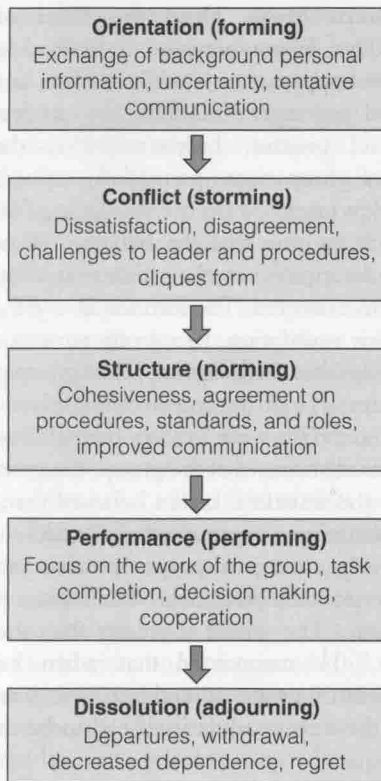 Orientation (forming)
Exchange of background personal
information, uncertainty, tentative
communication
Conflict (storming)
Dissatisfaction, disagreement,
challenges to leader and procedures,
cliques form
Structure (norming)
Cohesiveness, agreement on
procedures, standards, and roles,
improved communication
Performance (performing)
Focus on the work of the group, task
completion, decision making,
cooperation
Dissolution (adjourning)
Departures, withdrawal,
decreased dependence, regret